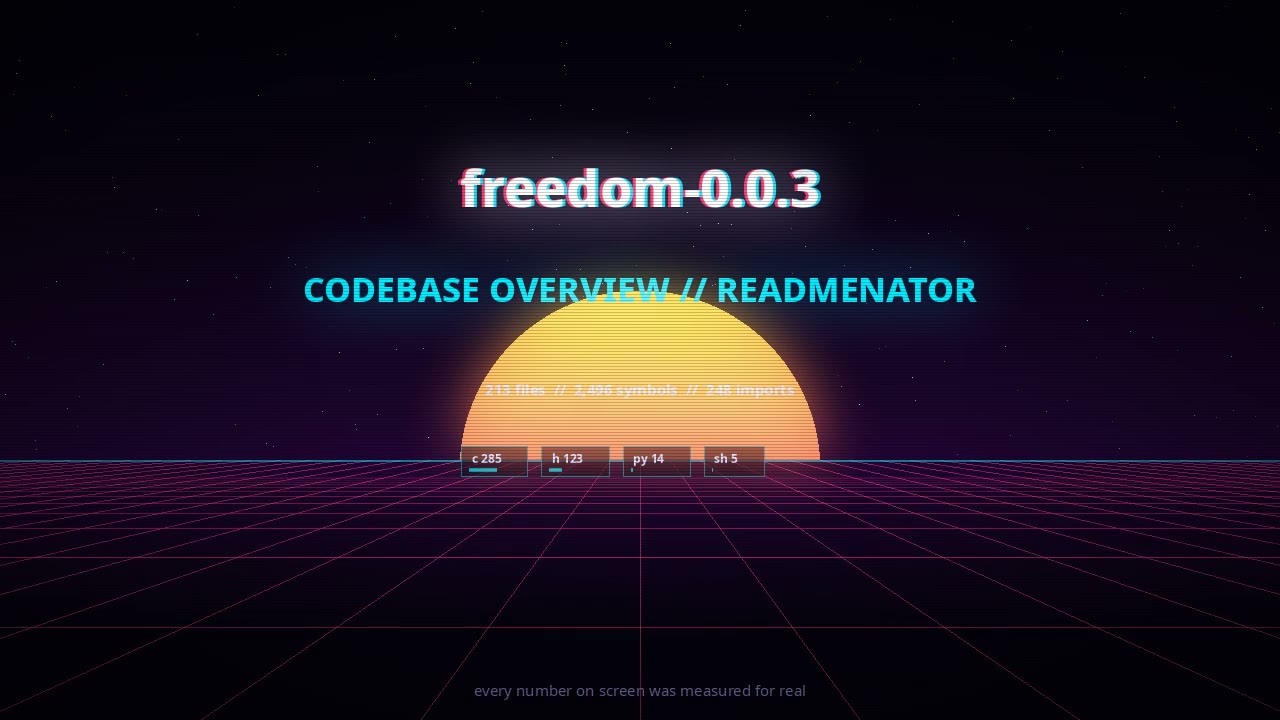 freedom-0.0.3
CODEBASE OVERVIEW // READMENATOR
213 files // 2,496 symbols // 248 imports
c 285
h 123
py 14
sh 5
every number on screen was measured for real